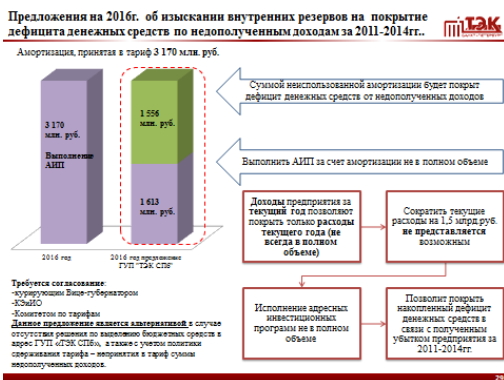 Предложения на 2016г. об изыскании внутренних резервов на покрытие
дефицита денежных средств по недополученным доходам за 2011-2014гг..
ТЭК
Амортизация, принятая в тариф 3 170 млн. руб.
3 170
млн. руб.
Выполнение
АИП
1 556
млн. руб.
1 613
млн. руб.
2016 год
2016 год предложение
ГУП "ТЭК СПб"
Суммой неиспользованной амортизации будет покрыт
дефицит денежных средств от недополученных доходов
Выполнить АИП за счет амортизации не в полном объеме
Доходы предприятия за
текущий год позволяют
покрыть только расходы
текущего года (не
всегда в полном
объеме)
Сократить текущие
расходы на 1,5 млрд.руб.
не представляется
возможным
Исполнение адресных
инвестиционных
программ не в полном
объеме
Позволит покрыть
накопленный дефицит
денежных средств в
связи с полученным
убытком предприятия за
2011-2014гг.
Требуется согласование:
-курирующим Вице-губернатором
-КЭиИО
-Комитетом по тарифам
Данное предложение является альтернативой в случае
отсутствия решения по выделению бюджетных средств в
адрес ГУП «ТЭК СПб», а также с учетом политики
сдерживания тарифа – непринятия в тариф суммы
недополученных доходов.
29